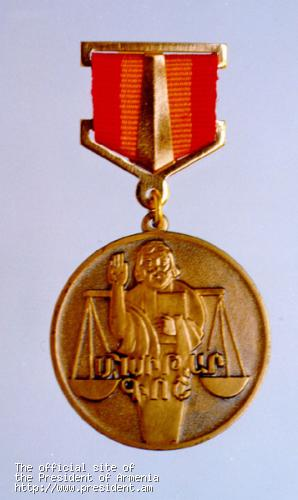 ՄԽԻԹԱՐ
ԳՈՇ
The official site of
the President of Armenia
http://www.president.am